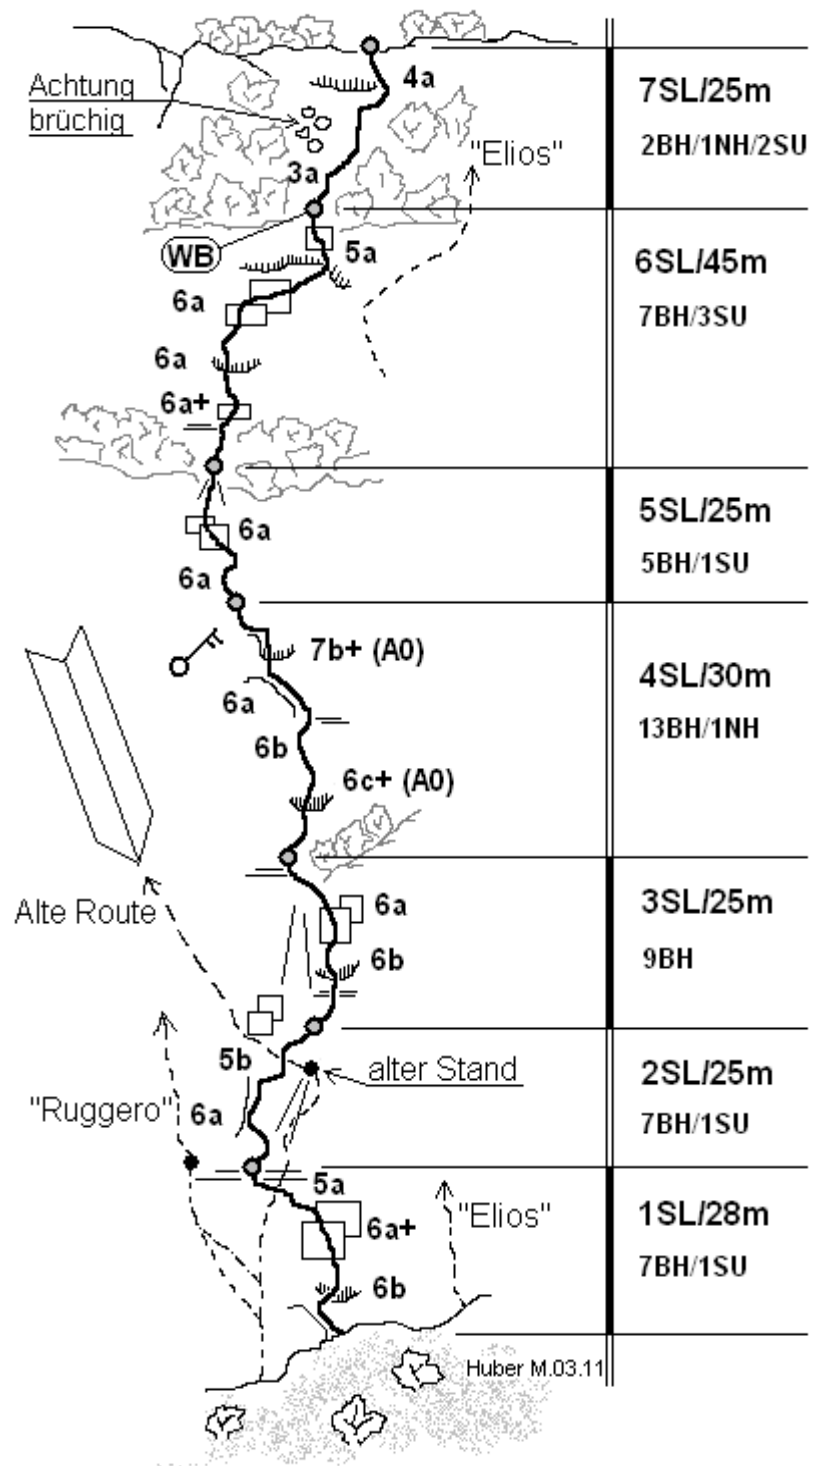 Achtung
brüchig
4a
"Elios"
3a
WB
5a
6a
6a
6a+
6a
6a
7b+ (A0)
6a
6b
6c+ (A0)
Alte Route
6a
6b
5b
alter Stand
"Ruggero"
6a
5a
6a+
"Elios"
6b
Huber M.03.11
7SL/25m
2BH/1NH/2SU
6SL/45m
7BH/3SU
5SL/25m
5BH/1SU
4SL/30m
13BH/1NH
3SL/25m
9BH
2SL/25m
7BH/1SU
1SL/28m
7BH/1SU